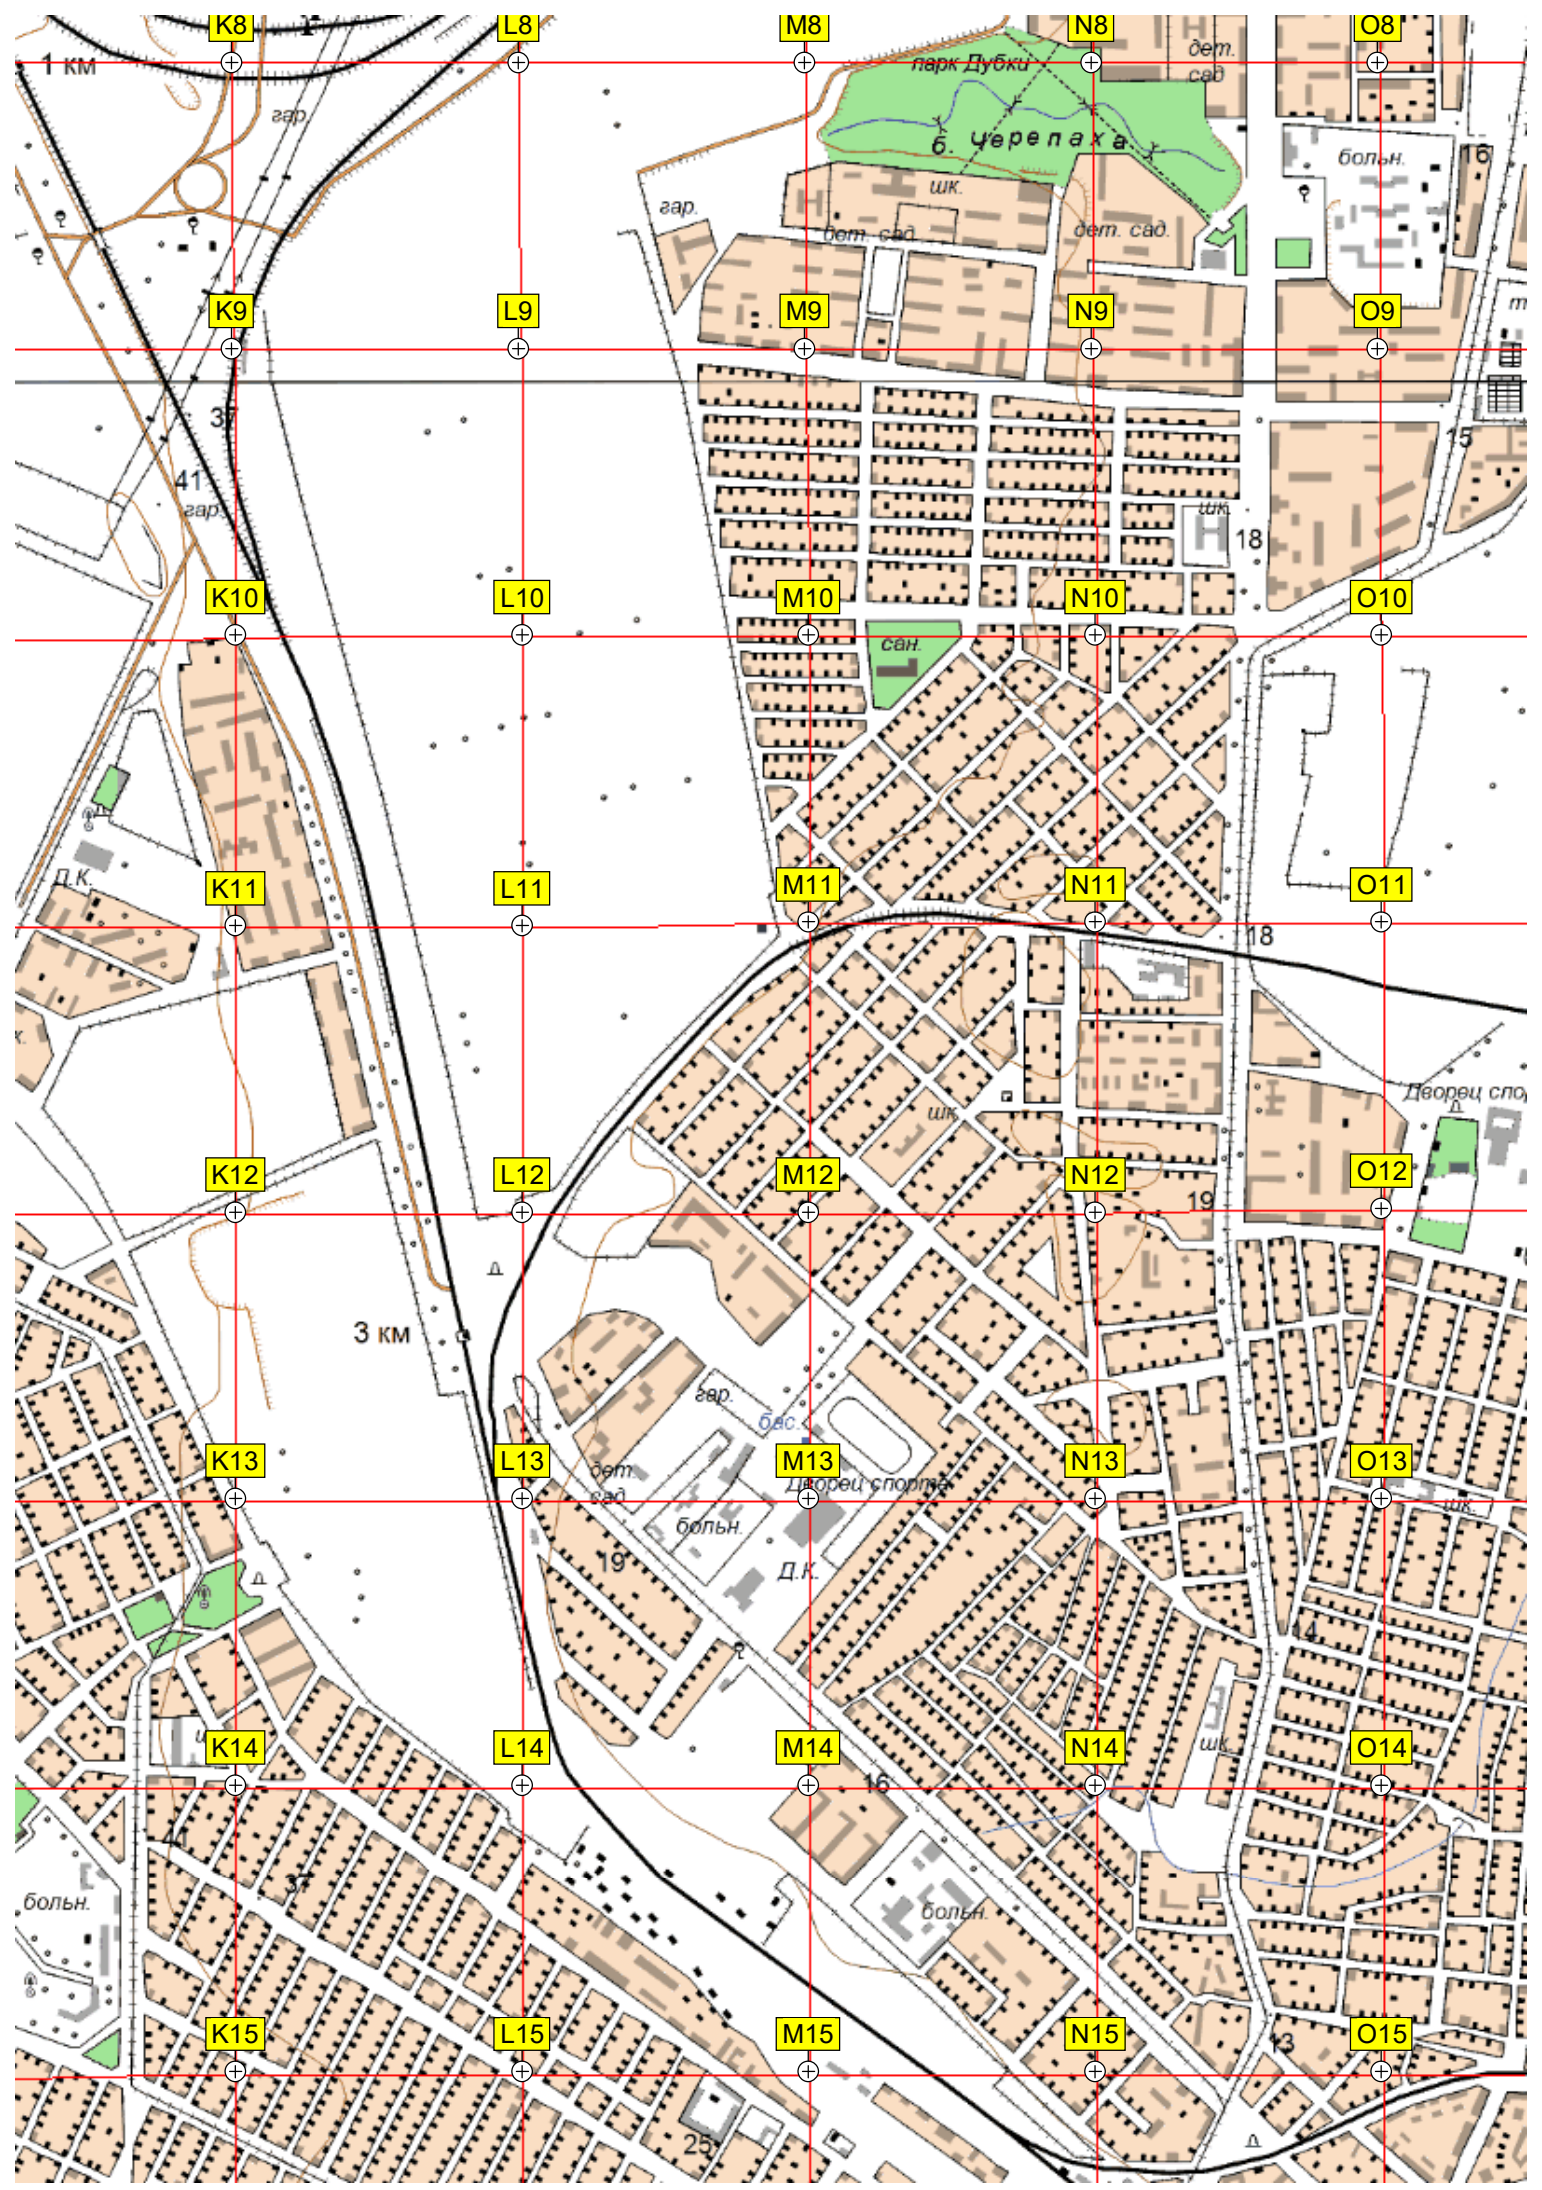 K8
L8
M8
N8
O8
1 км
парк Дубки
дет.
сад
гар.
б. Черепаха
больн.
16
шк.
гар.
дет. сад.
дет. сад.
K9
L9
M9
N9
O9
37
15
41
гар.
шк.
18
K10
L10
M10
N10
O10
сан.
Д.К.
K11
L11
M11
N11
O11
18
шк.
Дворец спо
K12
L12
M12
N12
O12
19
3 км
гар.
бас.
K13
L13
M13
N13
O13
дет.
сад
Дворец спорта
шк.
больн.
19
Д.К.
14
K14
L14
M14
N14
O14
шк.
16
41
37
больн.
больн.
K15
L15
M15
N15
O15
13
25